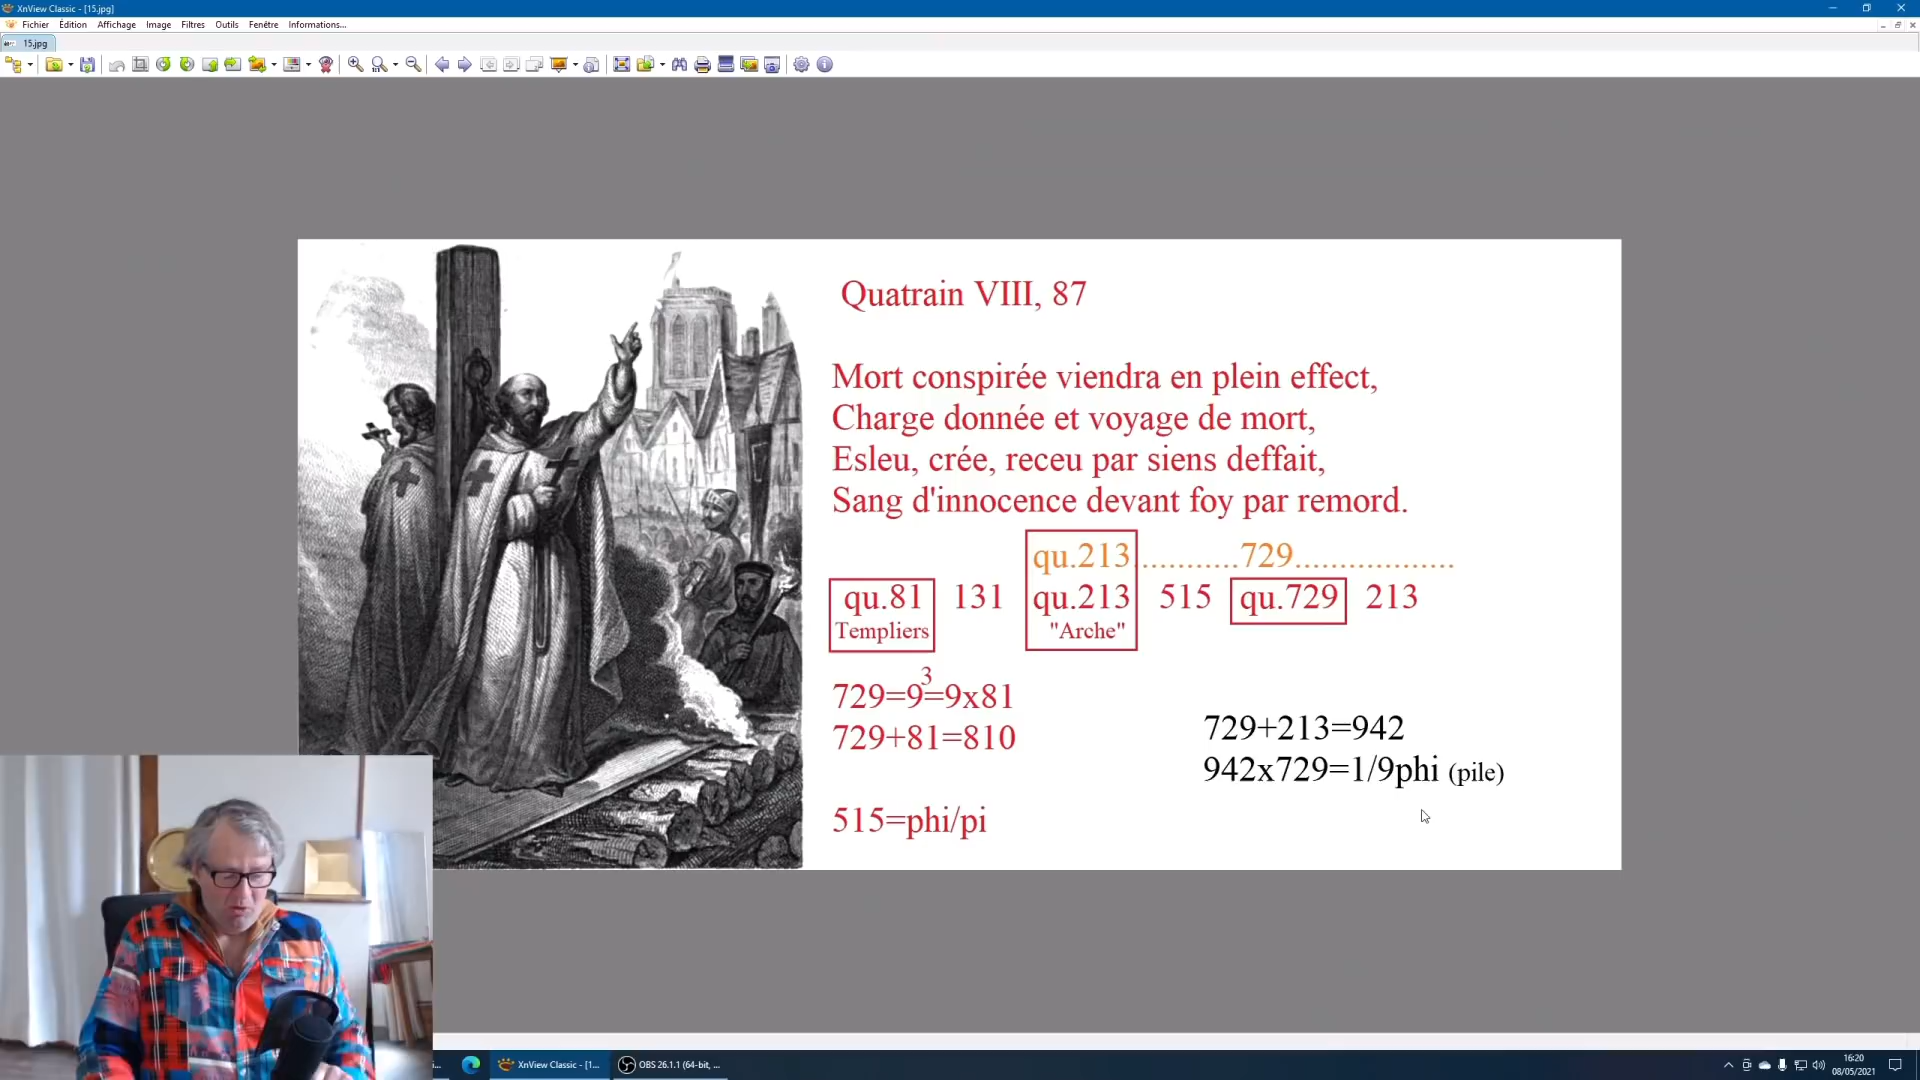 XnView Classic - [15.jpg]
Fichier Édition Affichage Image Filtres Outils Fenêtre Informations...
15.jpg
Quatrain VIII, 87
Mort conspirée viendra en plein effect,
Charge donnée et voyage de mort,
Esleu, crée, receu par siens deffait,
Sang d'innocence devant foy par remord.
qu.213............729..................
qu.81 131 qu.213 515 qu.729 213
Templiers "Arche"
729=9³=9x81
729+81=810
729+213=942
942x729=1/9phi (pile)
515=phi/pi
XnView Classic - [1...
OBS 26.1.1 (64-bit, ...
16:20
08/05/2021